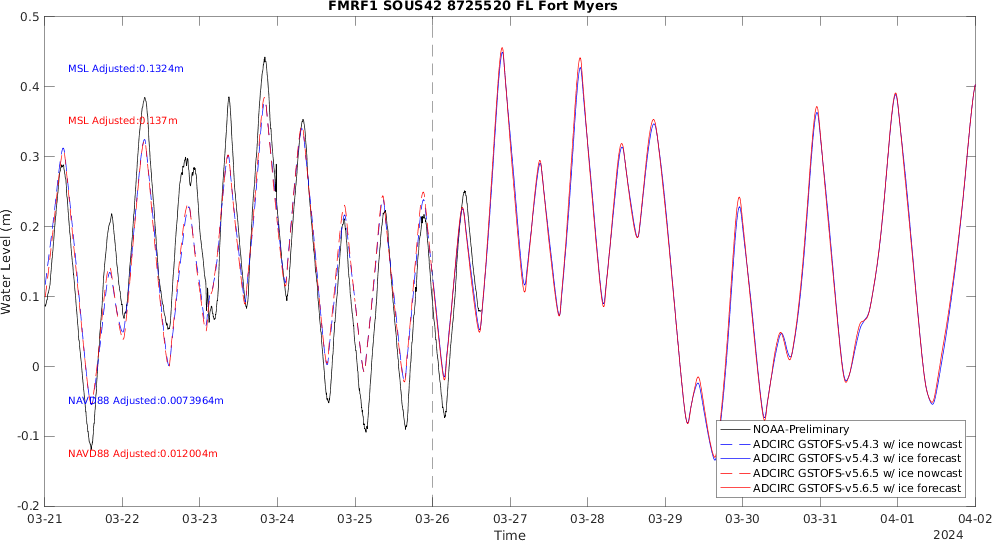 FMRF1 SOUS42 8725520 FL Fort Myers
0.5
0.4
0.3
0.2
0.1
0
-0.1
-0.2
Water Level (m)
MSL Adjusted:0.1324m
MSL Adjusted:0.137m
NAVD88 Adjusted:0.0073964m
NAVD88 Adjusted:0.012004m
NOAA-Preliminary
ADCIRC GSTOFS-v5.4.3 w/ ice nowcast
ADCIRC GSTOFS-v5.4.3 w/ ice forecast
ADCIRC GSTOFS-v5.6.5 w/ ice nowcast
ADCIRC GSTOFS-v5.6.5 w/ ice forecast
03-21 03-22 03-23 03-24 03-25 03-26 03-27 03-28 03-29 03-30 03-31 04-01 04-02
Time
2024